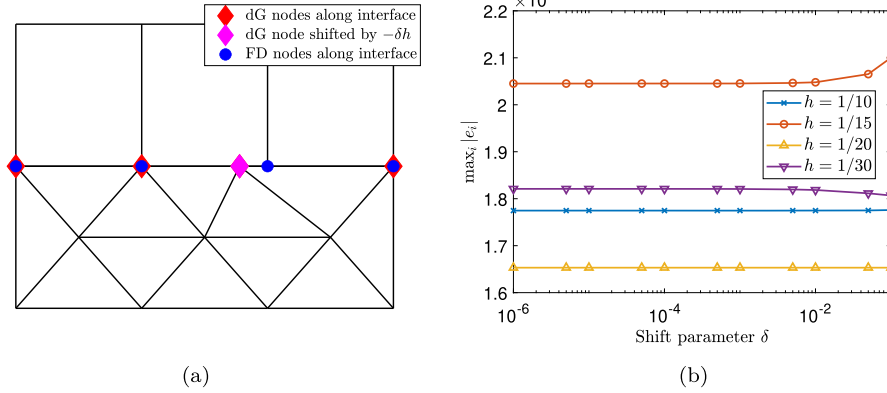 dG nodes along interface
dG node shifted by −δh
FD nodes along interface
(a)
2.2
2.1
2
1.9
1.8
1.7
1.6
max_i |e_i|
h = 1/10
h = 1/15
h = 1/20
h = 1/30
10^-6
10^-4
10^-2
Shift parameter δ
(b)